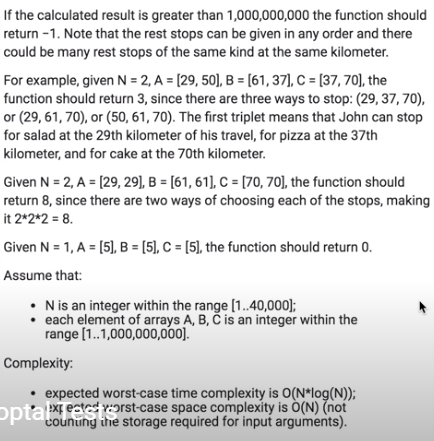 If the calculated result is greater than 1,000,000,000 the function should
return −1. Note that the rest stops can be given in any order and there
could be many rest stops of the same kind at the same kilometer.
For example, given N = 2, A = [29, 50], B = [61, 37], C = [37, 70], the
function should return 3, since there are three ways to stop: (29, 37, 70),
or (29, 61, 70), or (50, 61, 70). The first triplet means that John can stop
for salad at the 29th kilometer of his travel, for pizza at the 37th
kilometer, and for cake at the 70th kilometer.
Given N = 2, A = [29, 29], B = [61, 61], C = [70, 70], the function should
return 8, since there are two ways of choosing each of the stops, making
it 2*2*2 = 8.
Given N = 1, A = [5], B = [5], C = [5], the function should return 0.
Assume that:
• N is an integer within the range [1..40,000];
• each element of arrays A, B, C is an integer within the
range [1..1,000,000,000].
Complexity:
• expected worst-case time complexity is O(N*log(N));
• expected worst-case space complexity is O(N) (not
counting the storage required for input arguments).
optal Tests